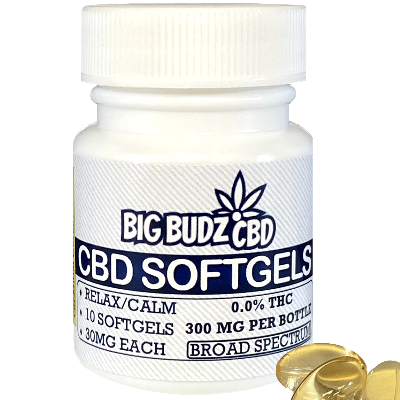 BIG BUDZ CBD
CBD SOFTGELS
• RELAX/CALM
• 10 SOFTGELS
• 30MG EACH
0.0% THC
300 MG PER BOTTLE
BROAD SPECTRUM